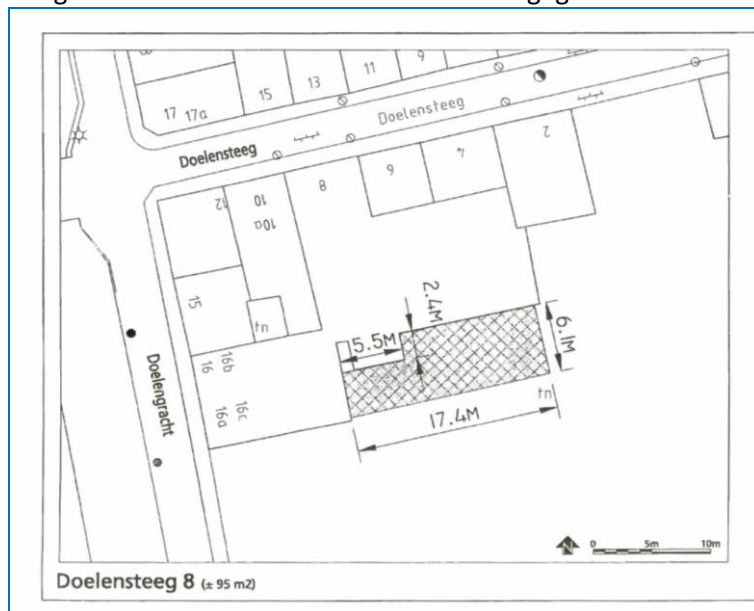 17 17a
15
13
11
9
Doelensteeg
Doelensteeg
12
10
10a
8
6
4
2
15
tn
16 16b
16a 16c
Doelengracht
5.5M
2.4M
6.1M
17.4M
tn
N
0 5m 10m
Doelensteeg 8 (± 95 m2)